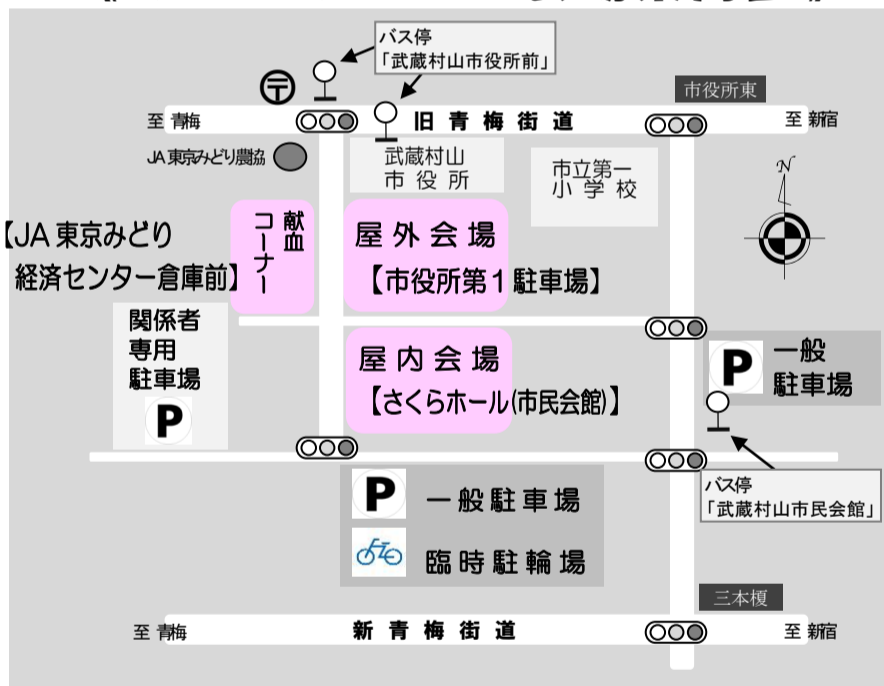 バス停
「武蔵村山市役所前」
市役所東
至 青梅
旧青梅街道
至 新宿
JA東京みどり農協
武蔵村山
市役所
市立第一
小学校
N
【JA東京みどり
経済センター倉庫前】
献血
コーナー
屋外会場
【市役所第1駐車場】
関係者
専用
駐車場
P
屋内会場
【さくらホール(市民会館)】
P
一般
駐車場
バス停
「武蔵村山市民会館」
P
一般駐車場
臨時駐輪場
三本榎
至 青梅
新青梅街道
至 新宿